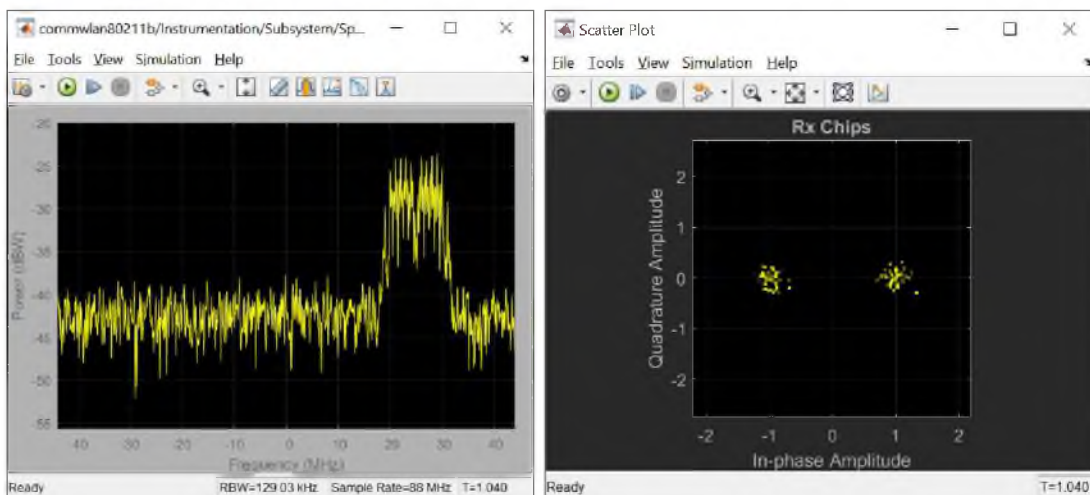 commwlan80211b/Instrumentation/Subsystem/Sp...
File Tools View Simulation Help
-20
-25
-30
-35
-40
-45
-50
-55
Power (dBW)
40 -30 -20 -10 0 10 20 30 40
Frequency (MHz)
Ready RBW=129.03 kHz Sample Rate=88 MHz T=1.040
Scatter Plot
File Tools View Simulation Help
Rx Chips
2
1
0
-1
-2
Quadrature Amplitude
-2 -1 0 1 2
In-phase Amplitude
Ready T=1.040